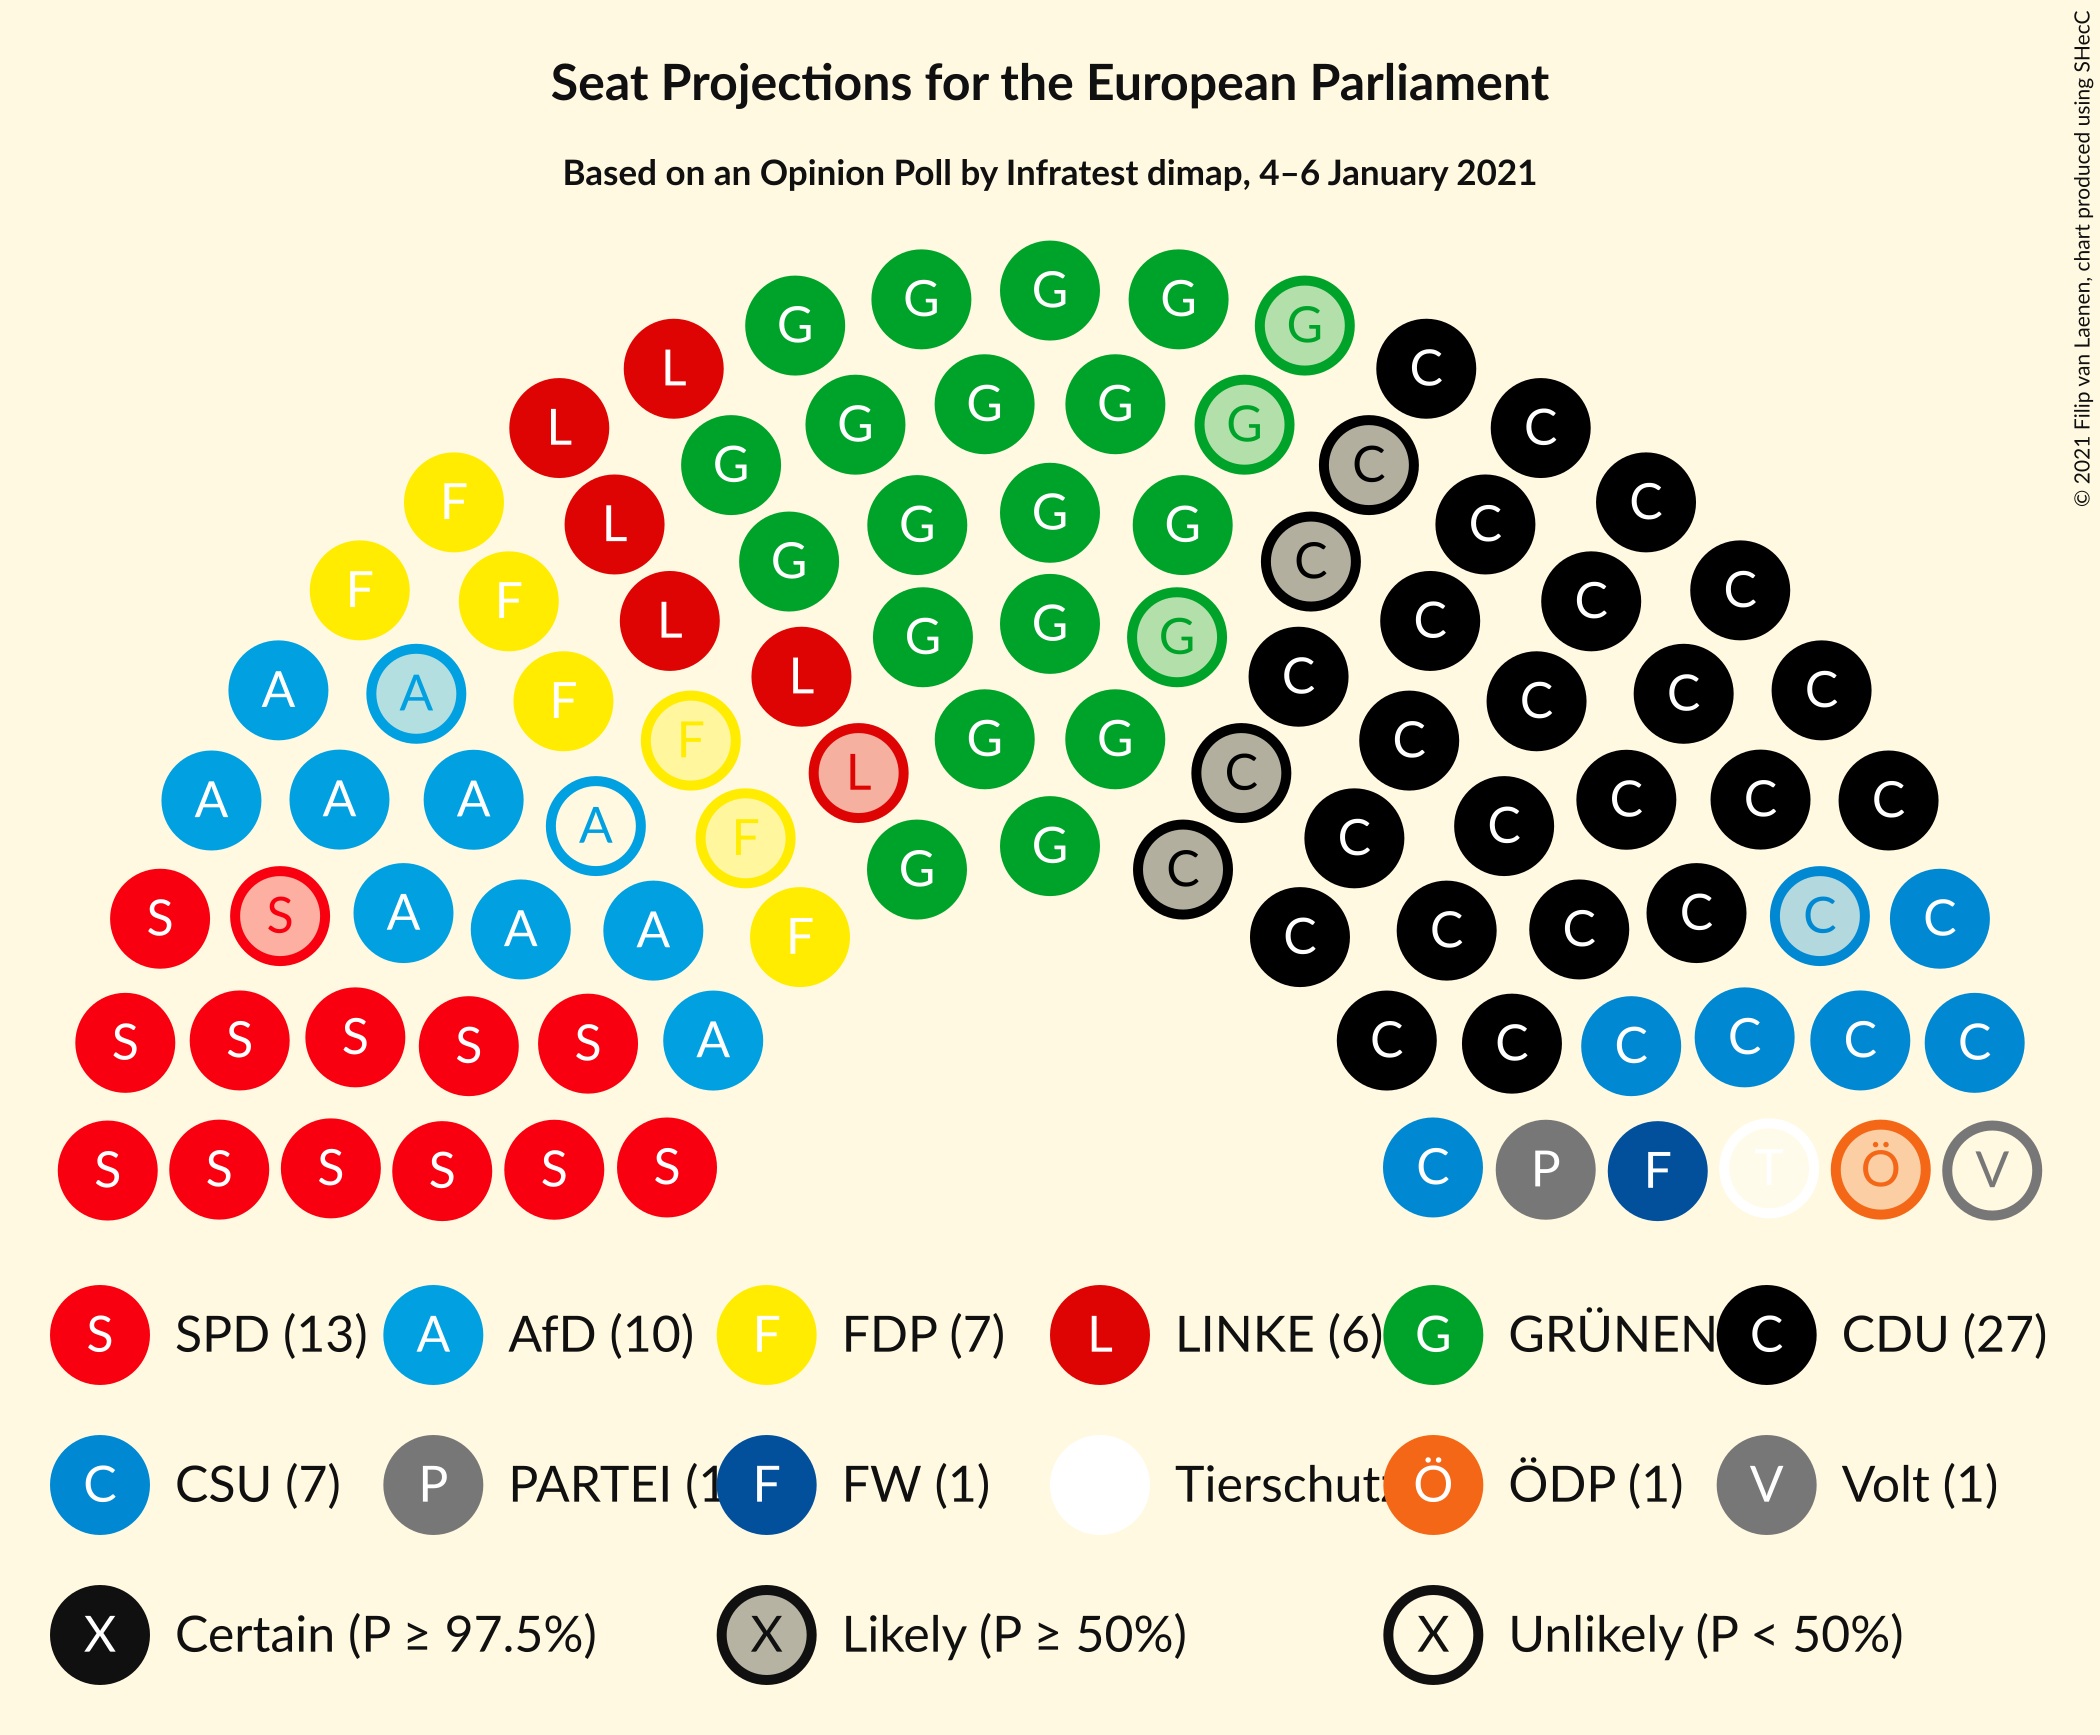 Seat Projections for the European Parliament
Based on an Opinion Poll by Infratest dimap, 4–6 January 2021
© 2021 Filip van Laenen, chart produced using SHecC
G G G G G
L G C
L G G G G G C C
F L G G G C C
F F L G C C C C
A A F L G G G C C C C
A A A F L G G C C C C C
A F G C C C C
S S A A A F G G C C C C C C C
S S S S S A C C C C C C
S S S S S S C P F T Ö V
S SPD (13) A AfD (10) F FDP (7) L LINKE (6) G GRÜNEN C CDU (27)
C CSU (7) P PARTEI (1 F FW (1) Tierschutz Ö ÖDP (1) V Volt (1)
X Certain (P ≥ 97.5%) X Likely (P ≥ 50%) X Unlikely (P < 50%)